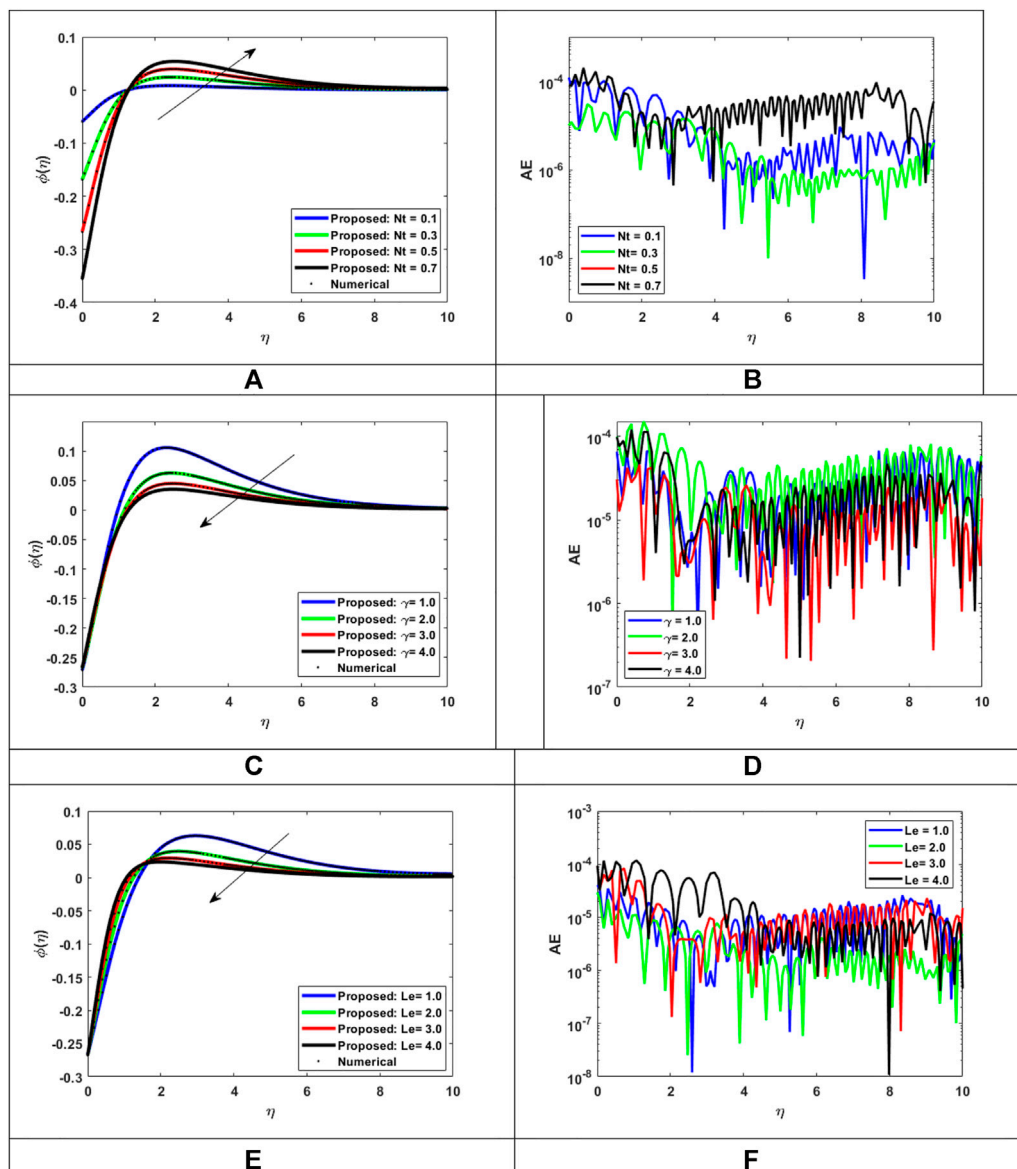 0.1
0
-0.1
-0.2
-0.3
-0.4
ϕ(η)
Proposed: Nt = 0.1
Proposed: Nt = 0.3
Proposed: Nt = 0.5
Proposed: Nt = 0.7
Numerical
0 2 4 6 8 10
η
A
10⁻⁴
10⁻⁶
10⁻⁸
AE
Nt = 0.1
Nt= 0.3
Nt = 0.5
Nt = 0.7
0 2 4 6 8 10
η
B
0.1
0.05
0
-0.05
-0.1
-0.15
-0.2
-0.25
-0.3
ϕ(η)
Proposed: γ= 1.0
Proposed: γ= 2.0
Proposed: γ= 3.0
Proposed: γ= 4.0
Numerical
0 2 4 6 8 10
η
C
10⁻⁴
10⁻⁵
10⁻⁶
10⁻⁷
AE
γ = 1.0
γ= 2.0
γ= 3.0
γ = 4.0
0 2 4 6 8 10
η
D
0.1
0.05
0
-0.05
-0.1
-0.15
-0.2
-0.25
-0.3
ϕ(η)
Proposed: Le= 1.0
Proposed: Le= 2.0
Proposed: Le= 3.0
Proposed: Le= 4.0
Numerical
0 2 4 6 8 10
η
E
10⁻³
10⁻⁴
10⁻⁵
10⁻⁶
10⁻⁷
10⁻⁸
AE
Le = 1.0
Le= 2.0
Le= 3.0
Le = 4.0
0 2 4 6 8 10
η
F